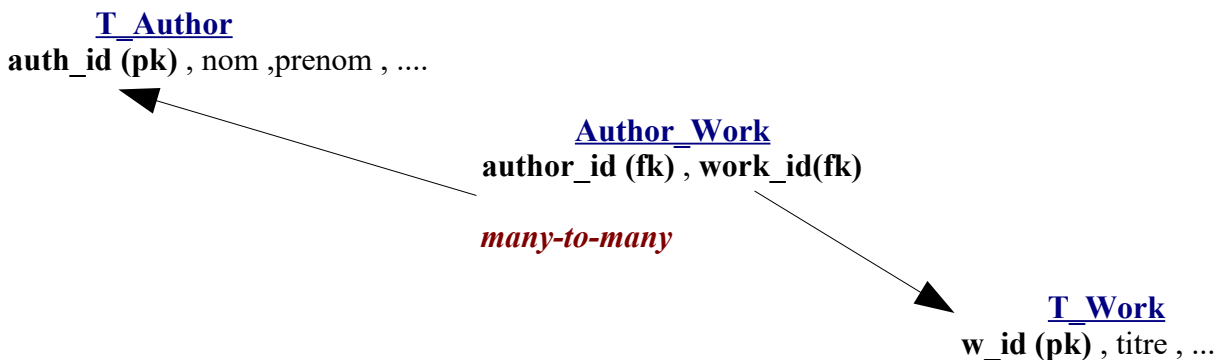 T_Author
auth_id (pk) , nom ,prenom , ....
Author_Work
author_id (fk) , work_id(fk)
many-to-many
T_Work
w_id (pk) , titre , ...